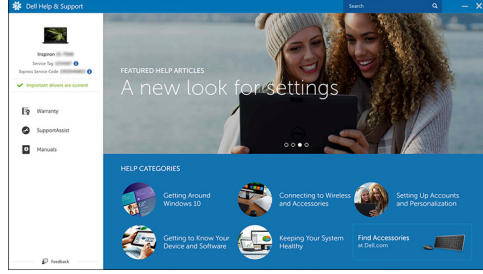 Dell Help & Support
Search
Inspiron
Service Tag:
Express Service Code:
Important drivers are current
Warranty
SupportAssist
Manuals
Feedback
FEATURED HELP ARTICLES
A new look for settings
HELP CATEGORIES
Getting Around
Windows 10
Connecting to Wireless
and Accessories
Setting Up Accounts
and Personalization
Getting to Know Your
Device and Software
Keeping Your System
Healthy
Find Accessories
at Dell.com